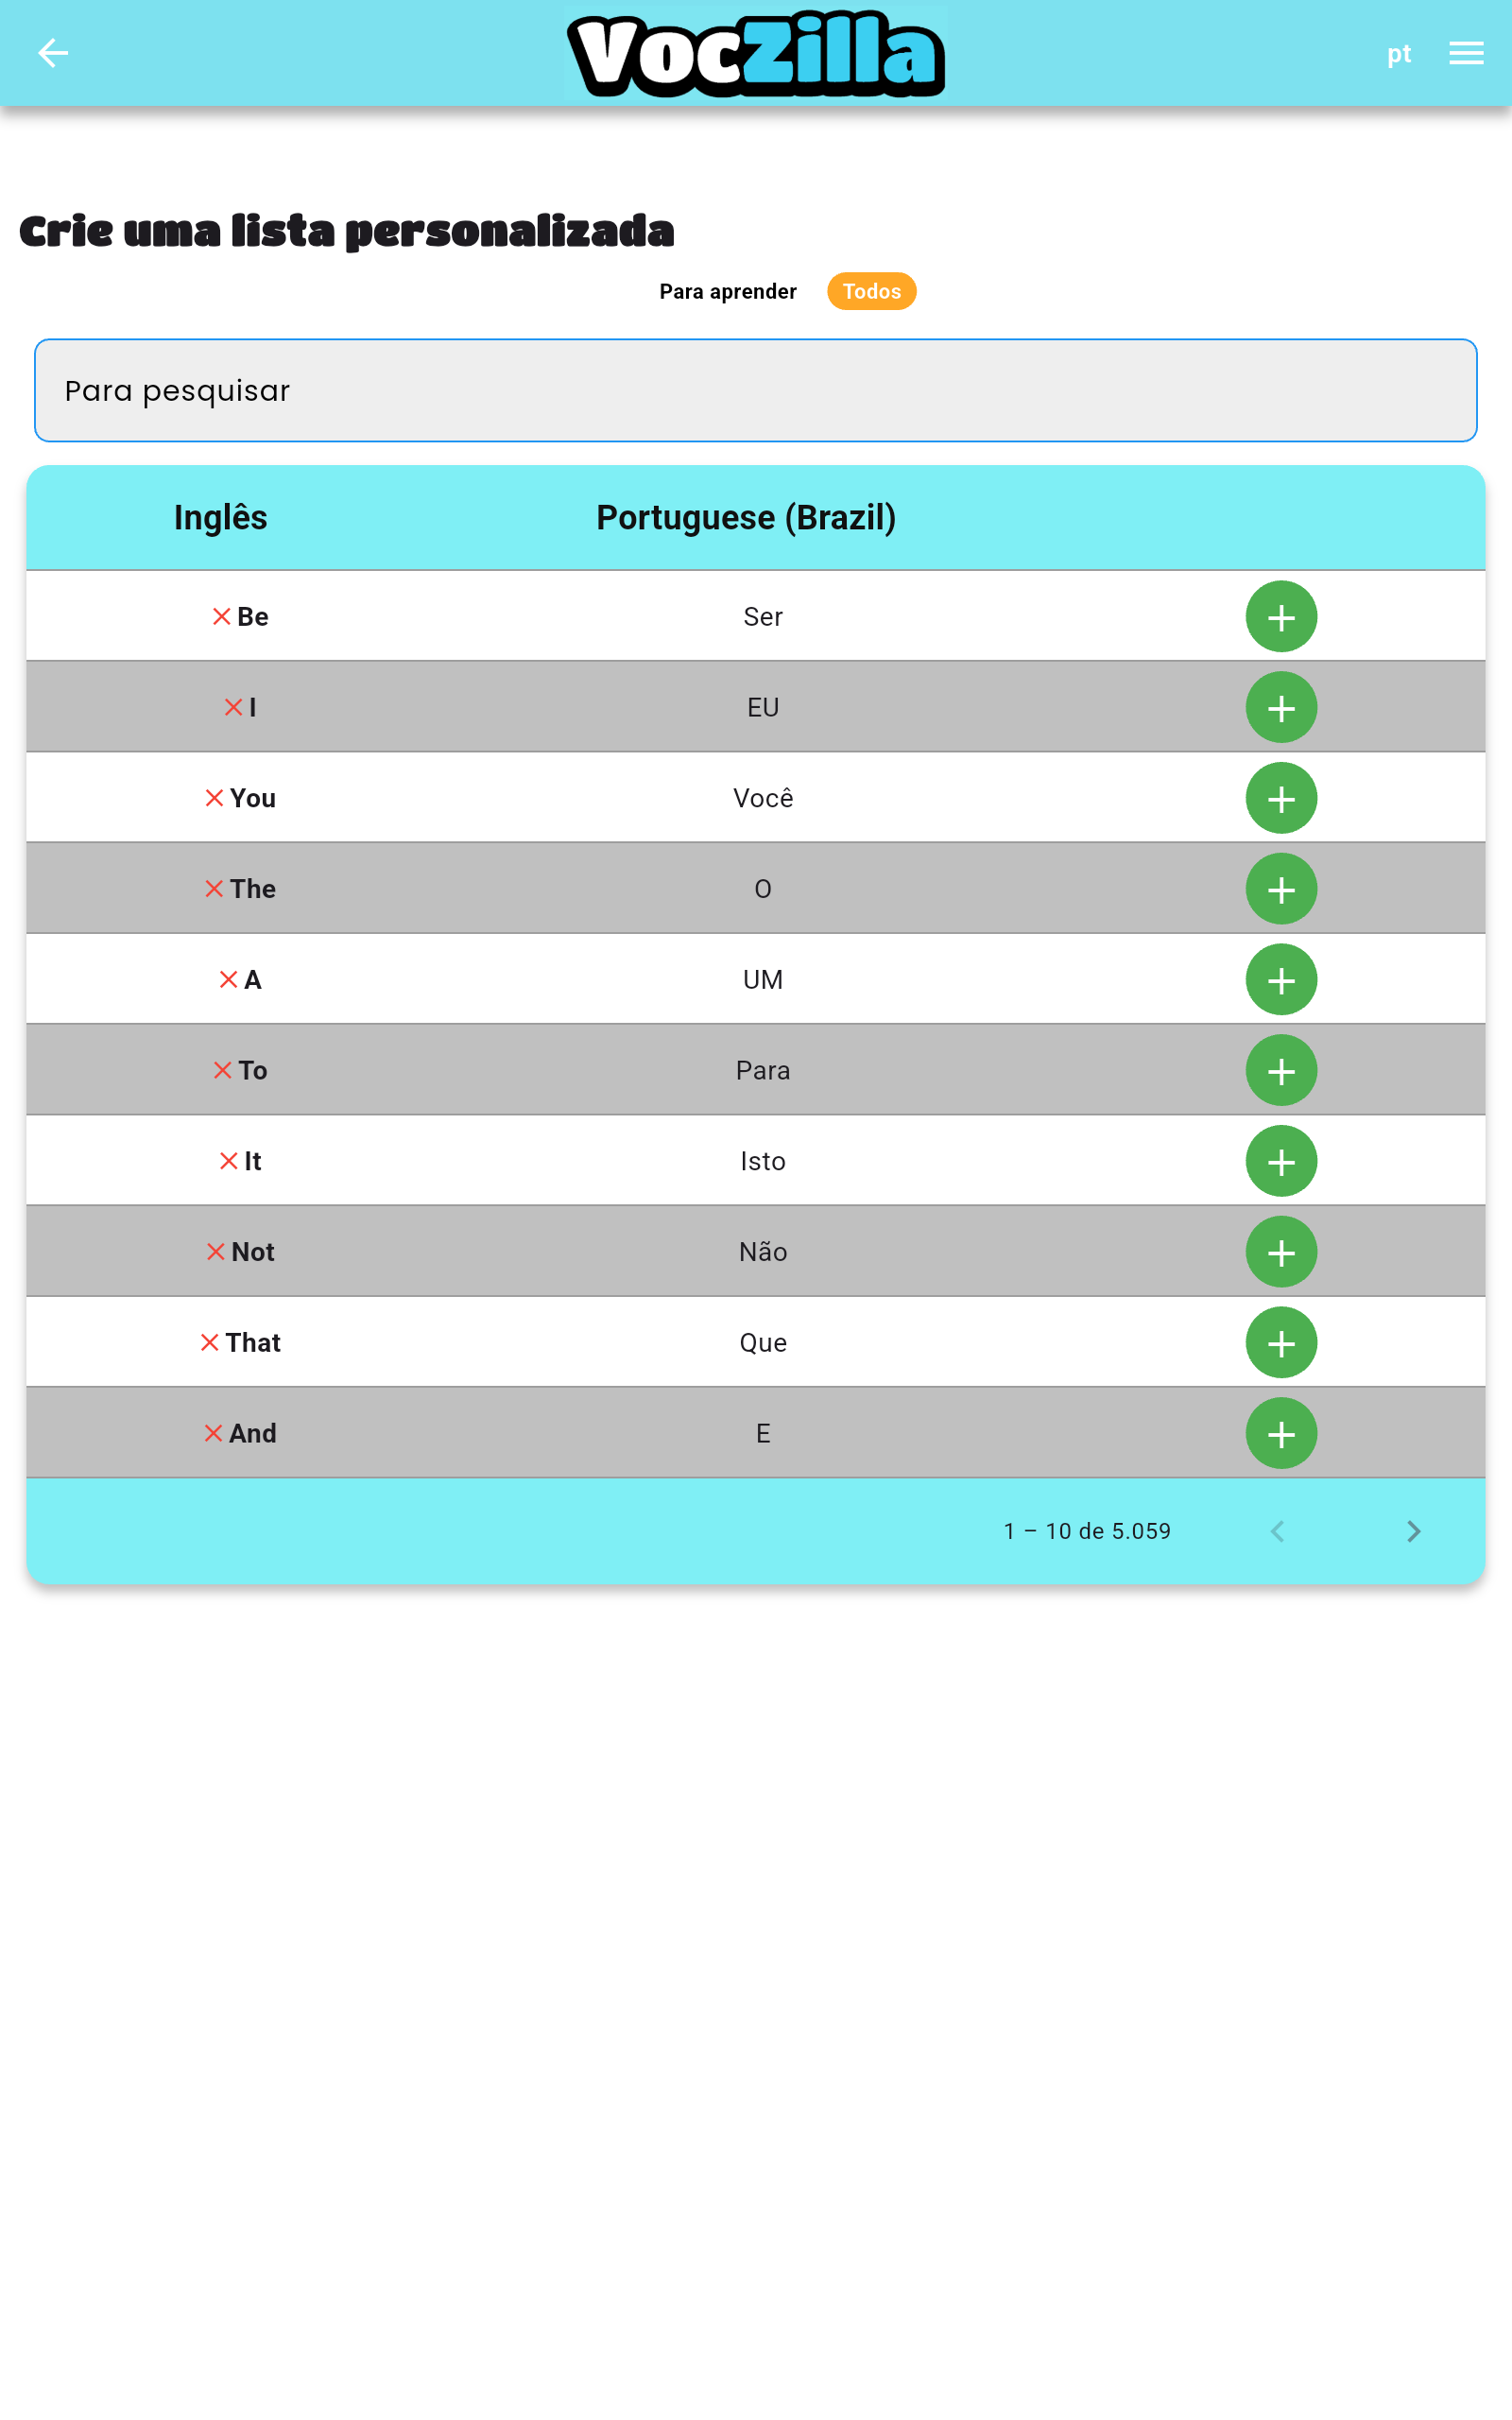 VocZilla
pt
Crie uma lista personalizada
Para aprender Todos
Para pesquisar
Inglês Portuguese (Brazil)
Be Ser
I EU
You Você
The O
A UM
To Para
It Isto
Not Não
That Que
And E
1 – 10 de 5.059